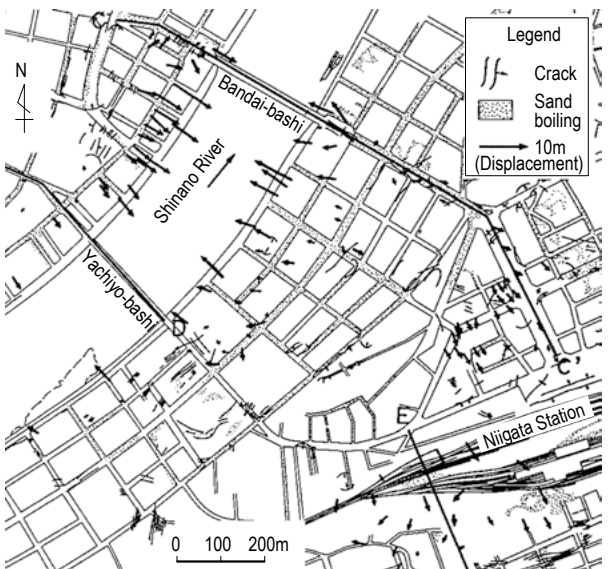 Legend
Crack
Sand
boiling
10m
(Displacement)
N
C
Bandai-bashi
Shinano River
Yachiyo-bashi
D
C'
E
Niigata Station
0 100 200m